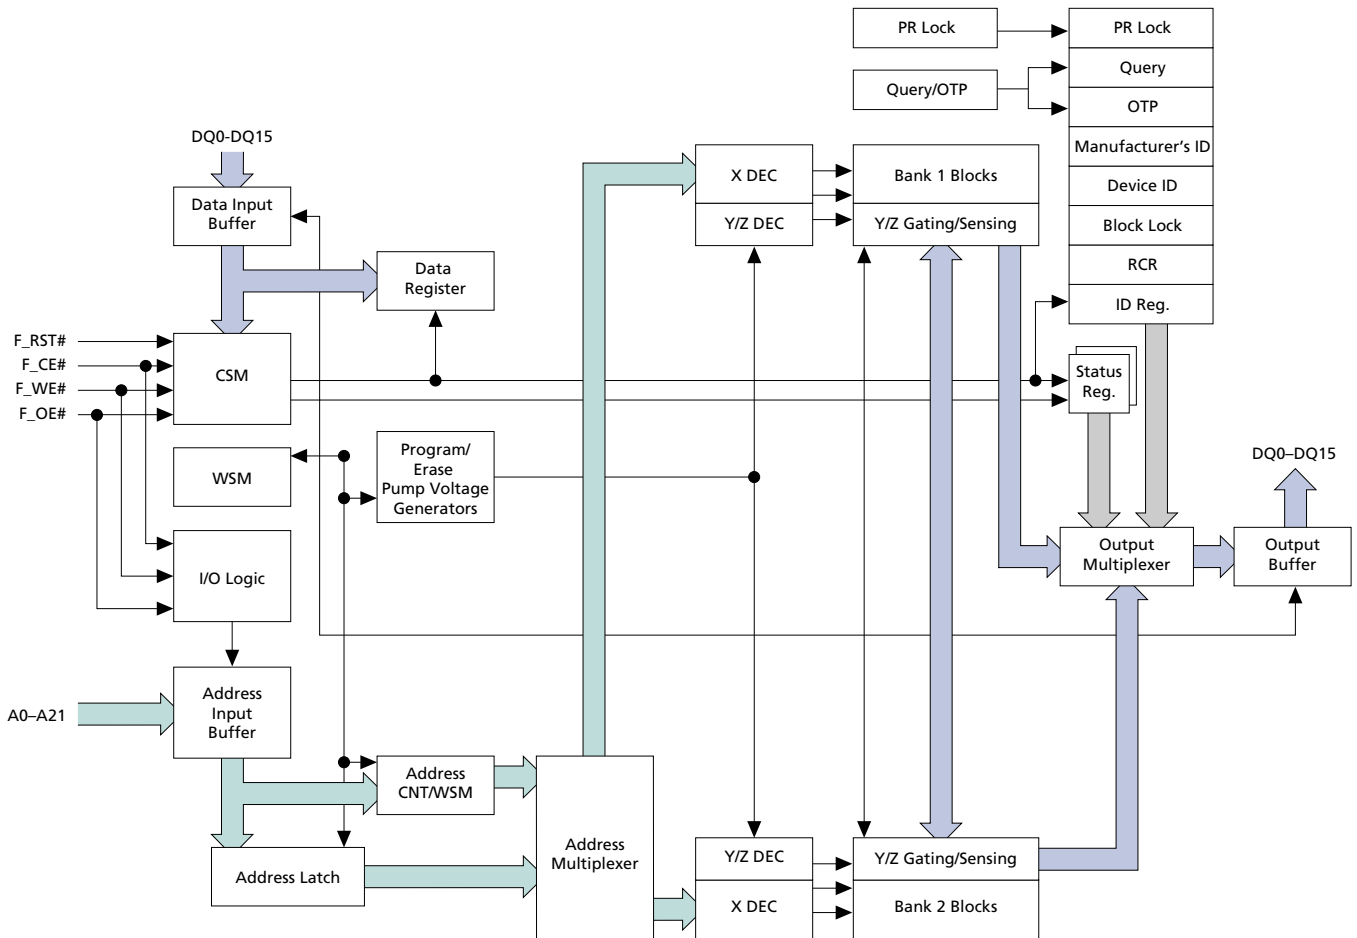 PR Lock
PR Lock
Query/OTP
Query
OTP
Manufacturer's ID
Device ID
Block Lock
RCR
ID Reg.
DQ0-DQ15
Data Input
Buffer
X DEC
Y/Z DEC
Bank 1 Blocks
Y/Z Gating/Sensing
Data
Register
F_RST#
F_CE#
F_WE#
F_OE#
CSM
Status
Reg.
WSM
Program/
Erase
Pump Voltage
Generators
DQ0–DQ15
I/O Logic
Output
Multiplexer
Output
Buffer
A0–A21
Address
Input
Buffer
Address
CNT/WSM
Address
Multiplexer
Address Latch
Y/Z DEC
X DEC
Y/Z Gating/Sensing
Bank 2 Blocks